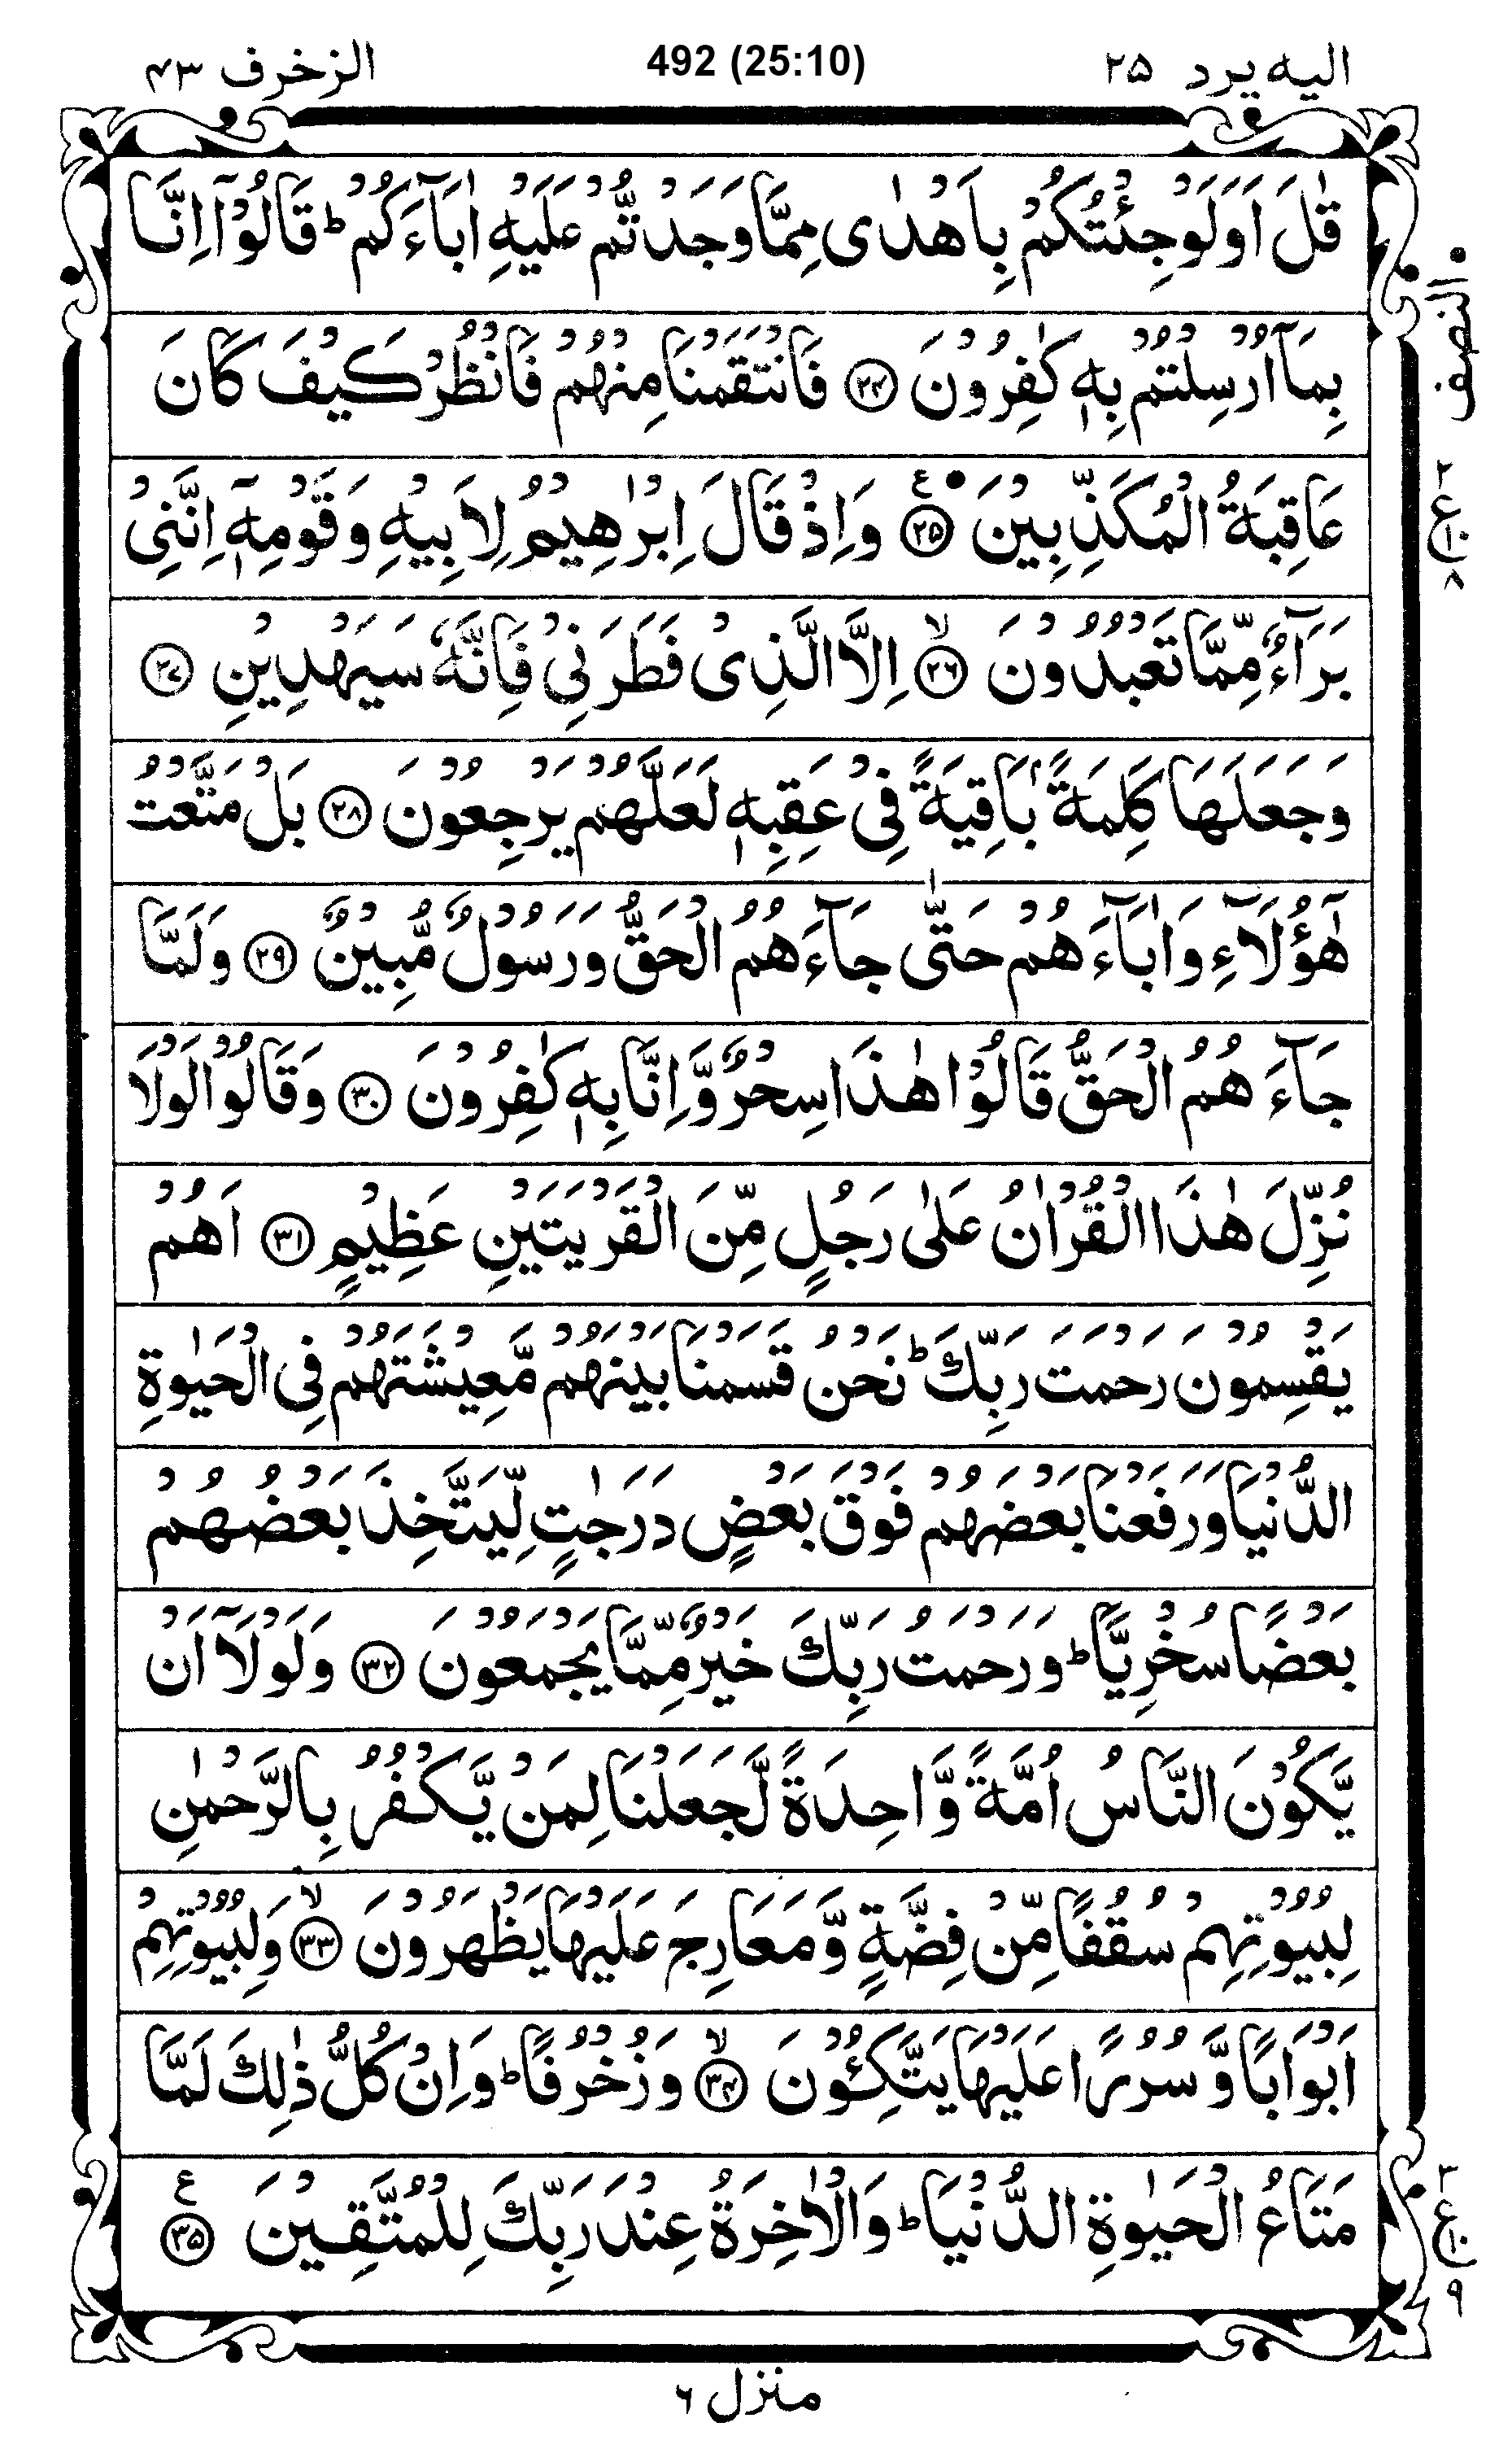 الزخرف ٤٣ 492 (25:10) اليه يرد ٢٥
قٰلَ اَوَلَوْ جِئْتُكُمْ بِاَهْدٰى مِمَّا وَجَدْتُّمْ عَلَيْهِ اٰبَآءَكُمْ ؕ قَالُوْۤا اِنَّا
بِمَاۤ اُرْسِلْتُمْ بِهٖ كٰفِرُوْنَ ﴿۲۴﴾ فَانْتَقَمْنَا مِنْهُمْ فَانْظُرْ كَيْفَ كَانَ
عَاقِبَةُ الْمُكَذِّبِيْنَ ﴿۲۵﴾ ع وَاِذْ قَالَ اِبْرٰهِيْمُ لِاَبِيْهِ وَقَوْمِهٖۤ اِنَّنِيْ
بَرَآءٌ مِّمَّا تَعْبُدُوْنَ ﴿۲۶﴾ ۙ اِلَّا الَّذِيْ فَطَرَنِيْ فَاِنَّهٗ سَيَهْدِيْنِ ﴿۲۷﴾
وَجَعَلَهَا كَلِمَةًۢ بَاقِيَةً فِيْ عَقِبِهٖ لَعَلَّهُمْ يَرْجِعُوْنَ ﴿۲۸﴾ بَلْ مَتَّعْتُ
هٰۤؤُلَآءِ وَاٰبَآءَهُمْ حَتّٰى جَآءَهُمُ الْحَقُّ وَرَسُوْلٌ مُّبِيْنٌ ﴿۲۹﴾ وَلَمَّا
جَآءَهُمُ الْحَقُّ قَالُوْا هٰذَا سِحْرٌ وَّاِنَّا بِهٖ كٰفِرُوْنَ ﴿۳۰﴾ وَقَالُوْا لَوْلَا
نُزِّلَ هٰذَا الْقُرْاٰنُ عَلٰى رَجُلٍ مِّنَ الْقَرْيَتَيْنِ عَظِيْمٍ ﴿۳۱﴾ اَهُمْ
يَقْسِمُوْنَ رَحْمَتَ رَبِّكَ ؕ نَحْنُ قَسَمْنَا بَيْنَهُمْ مَّعِيْشَتَهُمْ فِى الْحَيٰوةِ
الدُّنْيَا وَرَفَعْنَا بَعْضَهُمْ فَوْقَ بَعْضٍ دَرَجٰتٍ لِّيَتَّخِذَ بَعْضُهُمْ
بَعْضًا سُخْرِيًّا ؕ وَرَحْمَتُ رَبِّكَ خَيْرٌ مِّمَّا يَجْمَعُوْنَ ﴿۳۲﴾ وَلَوْلَاۤ اَنْ
يَّكُوْنَ النَّاسُ اُمَّةً وَّاحِدَةً لَّجَعَلْنَا لِمَنْ يَّكْفُرُ بِالرَّحْمٰنِ
لِبُيُوْتِهِمْ سُقُفًا مِّنْ فِضَّةٍ وَّمَعَارِجَ عَلَيْهَا يَظْهَرُوْنَ ﴿۳۳﴾ ۙ وَلِبُيُوْتِهِمْ
اَبْوَابًا وَّسُرُرًا عَلَيْهَا يَتَّكِـُٔوْنَ ﴿۳۴﴾ ۙ وَزُخْرُفًا ؕ وَاِنْ كُلُّ ذٰلِكَ لَمَّا
مَتَاعُ الْحَيٰوةِ الدُّنْيَا ؕ وَالْاٰخِرَةُ عِنْدَ رَبِّكَ لِلْمُتَّقِيْنَ ﴿۳۵﴾ ع
النصف
٢
ع
١٠
٨
٣
ع
١٠
٩
منزل ٦